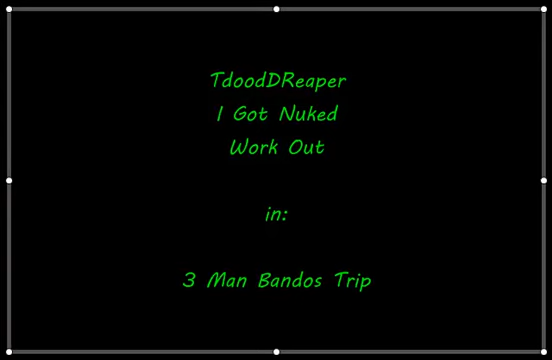 TdoodDReaper
I Got Nuked
Work Out
in:
3 Man Bandos Trip